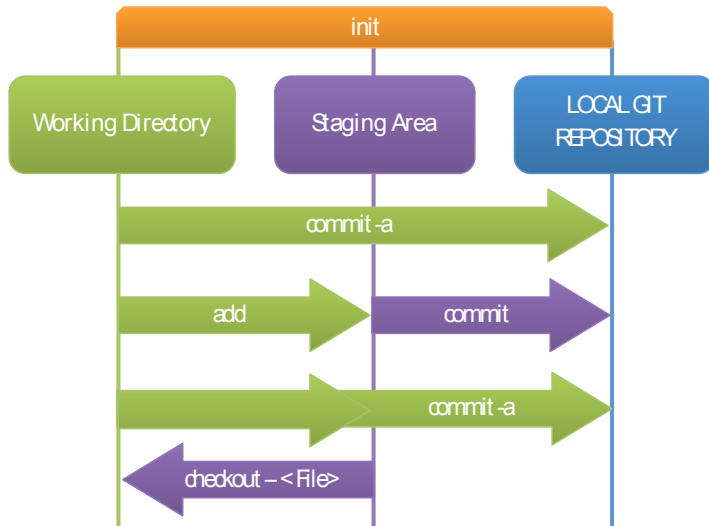 init
Working Directory
Staging Area
LOCAL GIT
REPOSITORY
commit -a
add
commit
commit -a
checkout – < File>